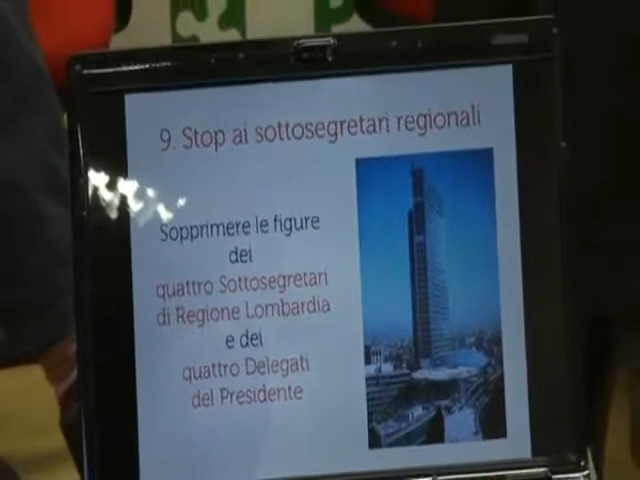 9. Stop ai sottosegretari regionali
Sopprimere le figure
dei
quattro Sottosegretari
di Regione Lombardia
e dei
quattro Delegati
del Presidente